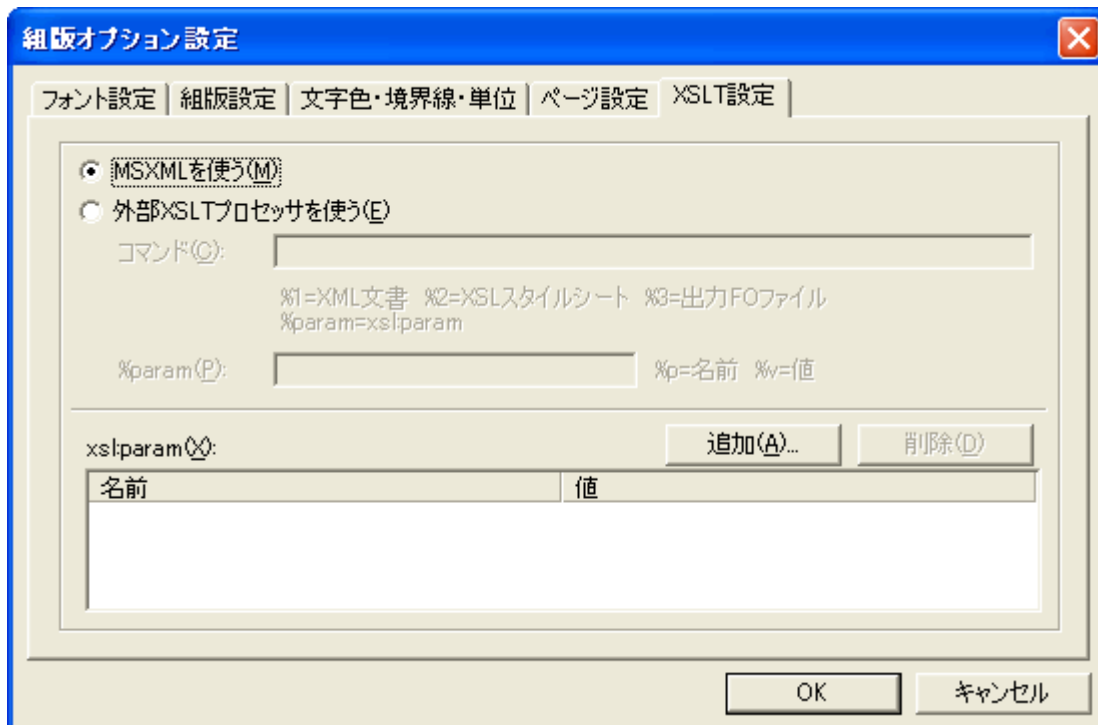 組版オプション設定
フォント設定 組版設定 文字色・境界線・単位 ページ設定 XSLT設定
MSXMLを使う(M)
外部XSLTプロセッサを使う(E)
コマンド(C):
%1=XML文書 %2=XSLスタイルシート %3=出力FOファイル
%param=xsl:param
%param(P): %p=名前 %v=値
xsl:param(X): 追加(A)... 削除(D)
名前 値
OK キャンセル